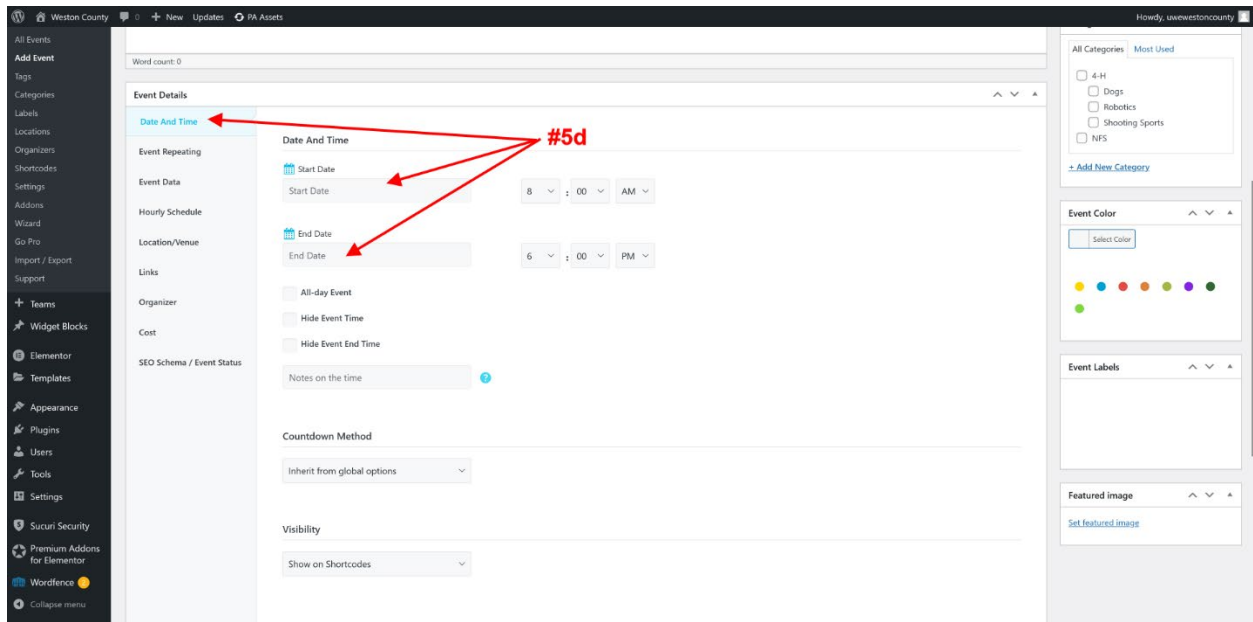 Weston County 0 + New Updates PA Assets Howdy, uwewestoncounty
All Events
Add Event
Tags
Categories
Labels
Locations
Organizers
Shortcodes
Settings
Addons
Wizard
Go Pro
Import / Export
Support
Teams
Widget Blocks
Elementor
Templates
Appearance
Plugins
Users
Tools
Settings
Sucuri Security
Premium Addons
for Elementor
Wordfence
Collapse menu
Word count: 0
Event Details
Date And Time
Event Repeating
Event Data
Hourly Schedule
Location/Venue
Links
Organizer
Cost
SEO Schema / Event Status
#5d
Date And Time
Start Date
Start Date 8 : 00 AM
End Date
End Date 6 : 00 PM
All-day Event
Hide Event Time
Hide Event End Time
Notes on the time ?
Countdown Method
Inherit from global options
Visibility
Show on Shortcodes
All Categories Most Used
4-H
Dogs
Robotics
Shooting Sports
NFS
+ Add New Category
Event Color
Select Color
Event Labels
Featured image
Set featured image